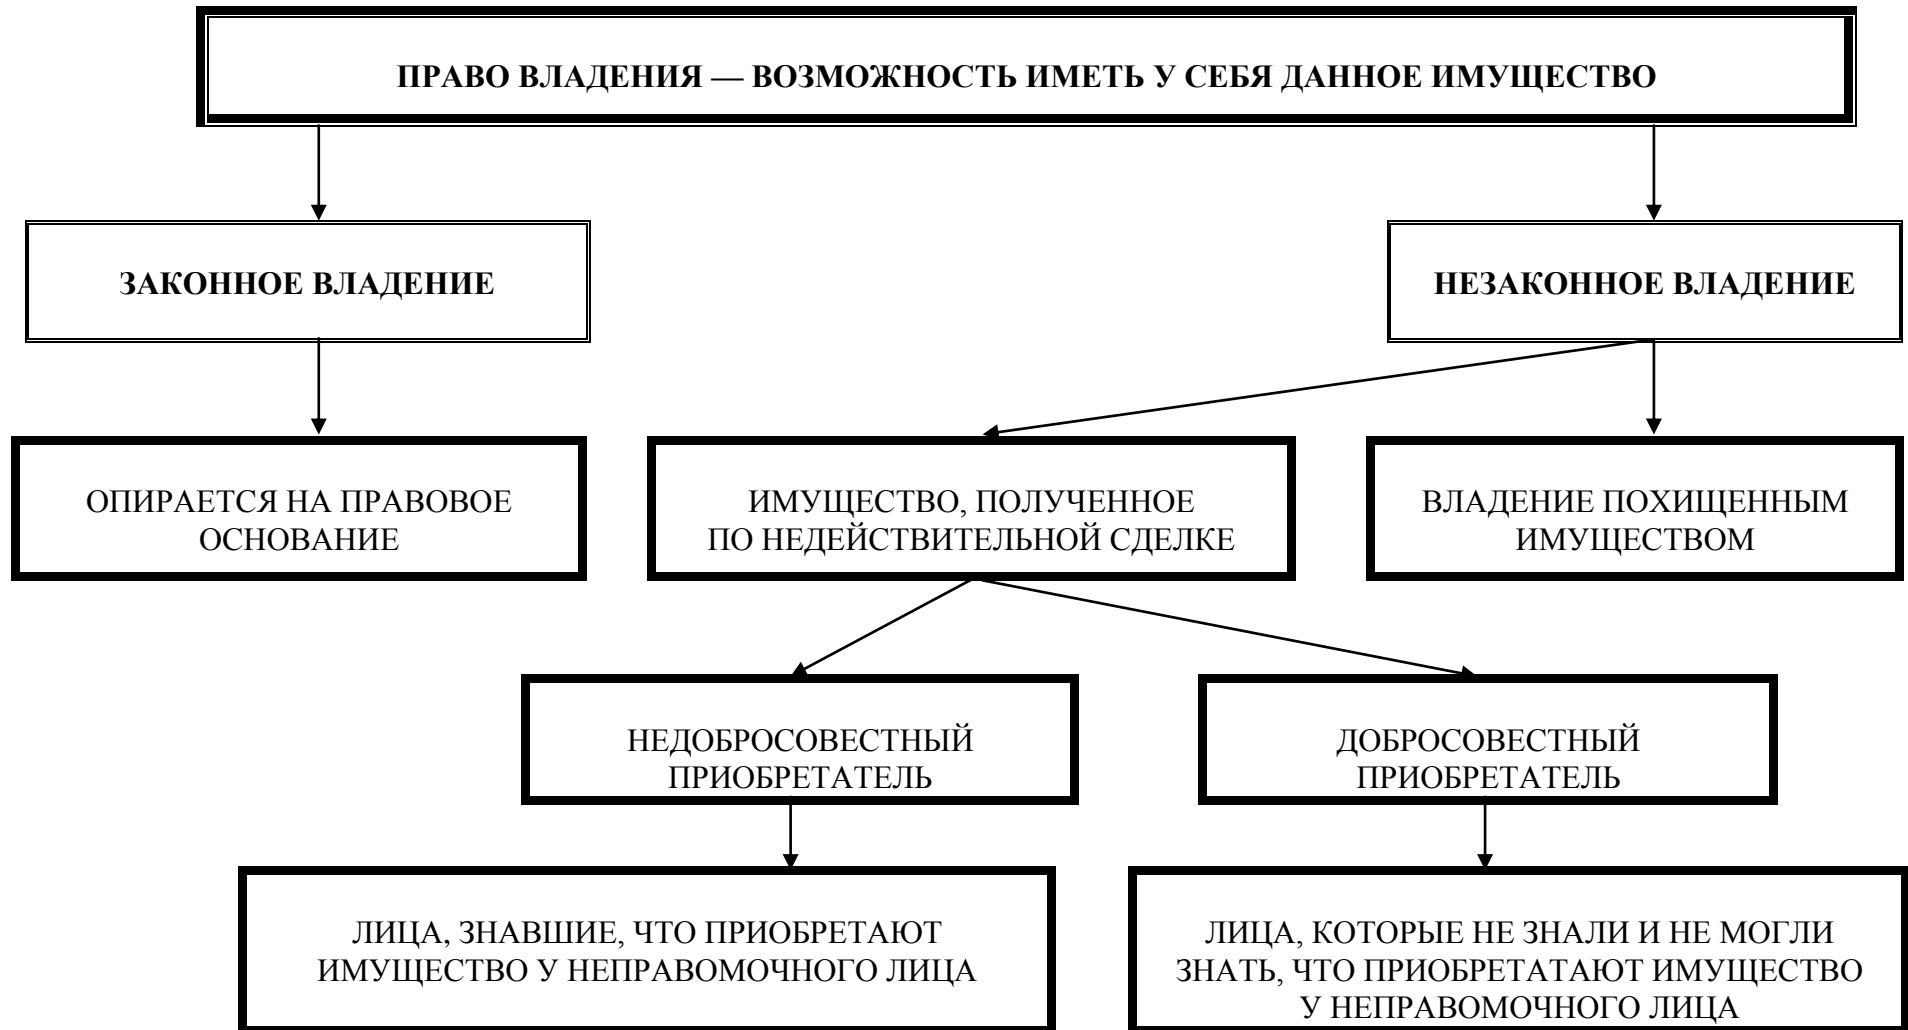 ПРАВО ВЛАДЕНИЯ — ВОЗМОЖНОСТЬ ИМЕТЬ У СЕБЯ ДАННОЕ ИМУЩЕСТВО
ЗАКОННОЕ ВЛАДЕНИЕ
НЕЗАКОННОЕ ВЛАДЕНИЕ
ОПИРАЕТСЯ НА ПРАВОВОЕ
ОСНОВАНИЕ
ИМУЩЕСТВО, ПОЛУЧЕННОЕ
ПО НЕДЕЙСТВИТЕЛЬНОЙ СДЕЛКЕ
ВЛАДЕНИЕ ПОХИЩЕННЫМ
ИМУЩЕСТВОМ
НЕДОБРОСОВЕСТНЫЙ
ПРИОБРЕТАТЕЛЬ
ДОБРОСОВЕСТНЫЙ
ПРИОБРЕТАТЕЛЬ
ЛИЦА, ЗНАВШИЕ, ЧТО ПРИОБРЕТАЮТ
ИМУЩЕСТВО У НЕПРАВОМОЧНОГО ЛИЦА
ЛИЦА, КОТОРЫЕ НЕ ЗНАЛИ И НЕ МОГЛИ
ЗНАТЬ, ЧТО ПРИОБРЕТАТАЮТ ИМУЩЕСТВО
У НЕПРАВОМОЧНОГО ЛИЦА